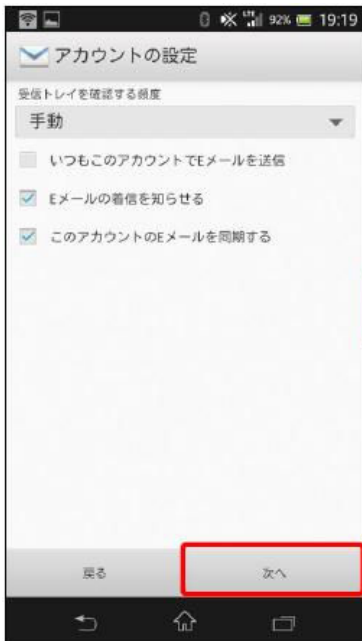 LTE 92% 19:19
アカウントの設定
受信トレイを確認する頻度
手動
いつもこのアカウントでEメールを送信
Eメールの着信を知らせる
このアカウントのEメールを同期する
戻る 次へ